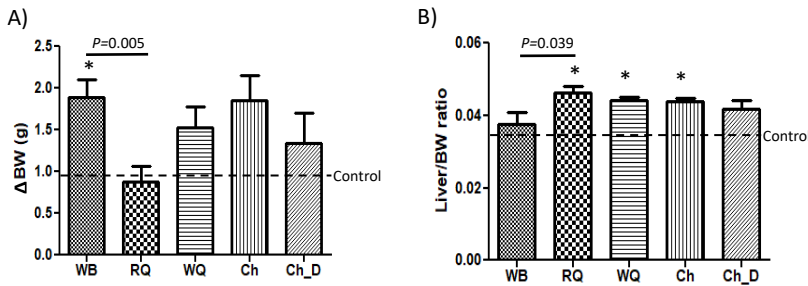 A)
P=0.005
*
2.5
2.0
1.5
1.0
0.5
0.0
Δ BW (g)
Control
WB RQ WQ Ch Ch_D
B)
P=0.039
* * *
0.06
0.04
0.02
0.00
Liver/BW ratio
Contro
WB RQ WQ Ch Ch_D